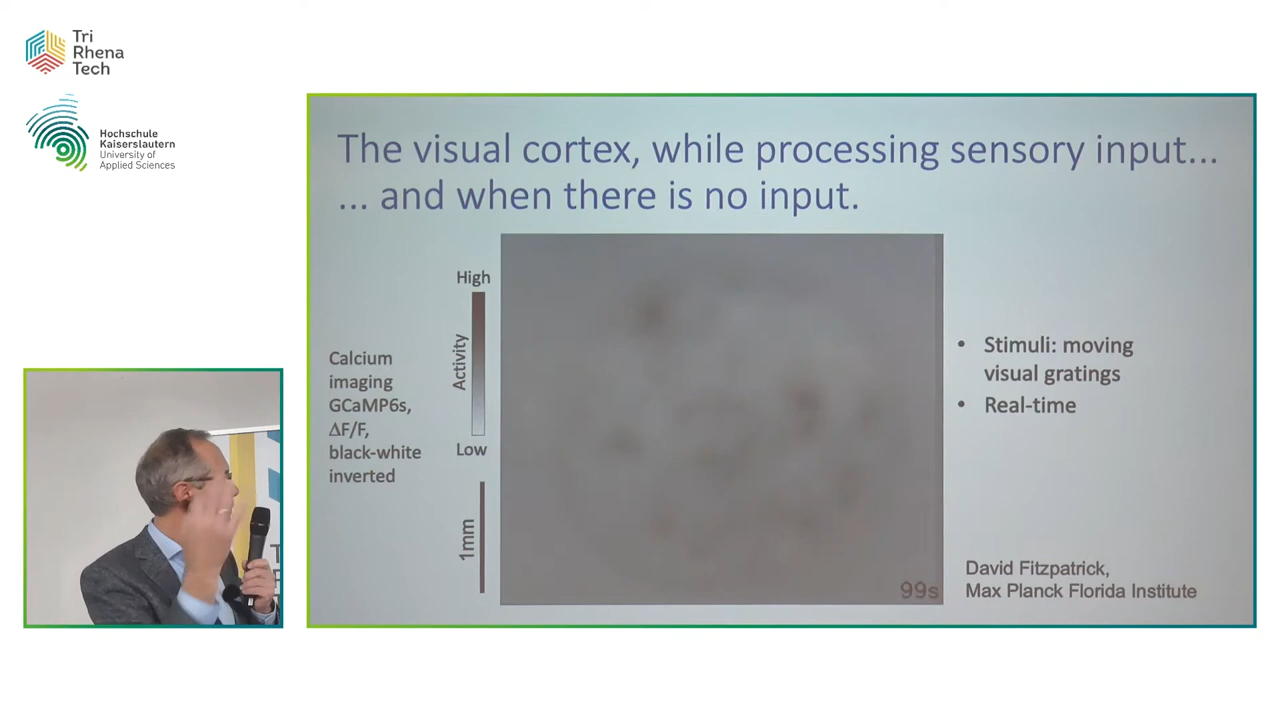 Tri
Rhena
Tech
Hochschule
Kaiserslautern
University of
Applied Sciences
The visual cortex, while processing sensory input...
... and when there is no input.
High
Activity
Low
1mm
Calcium
imaging
GCaMP6s,
ΔF/F,
black-white
inverted
99s
• Stimuli: moving
visual gratings
• Real-time
David Fitzpatrick,
Max Planck Florida Institute